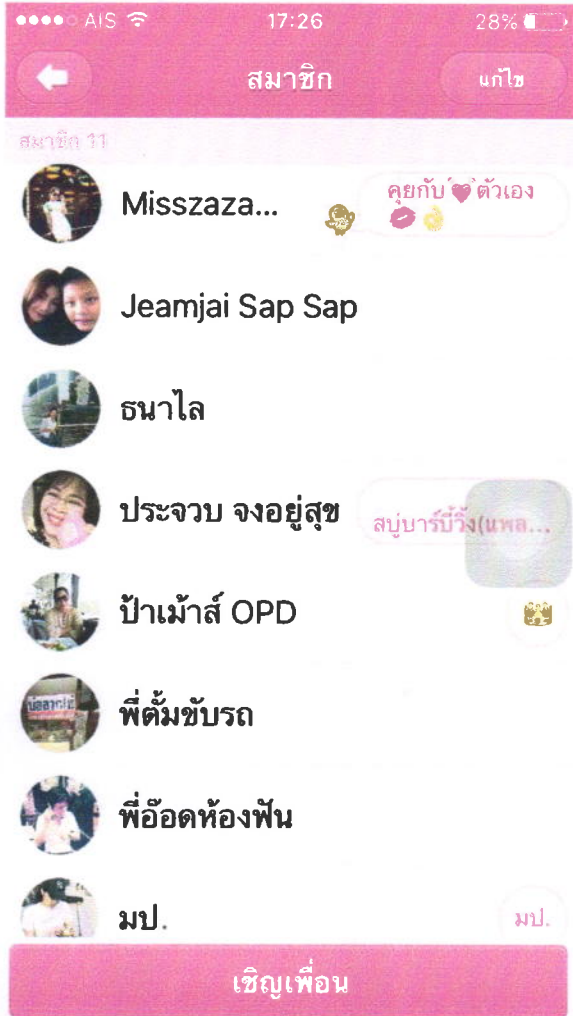 AIS 17:26 28%
สมาชิก แก้ไข
สมาชิก 11
Misszaza... คุยกับ ตัวเอง
Jeamjai Sap Sap
ธนาไล
ประจวบ จงอยู่สุข สบู่บาร์บี้วิ้ง(แพล...
ป้าเม้าส์ OPD
พี่ตั้มขับรถ
พี่อ๊อดห้องฟัน
มป. มป.
เชิญเพื่อน